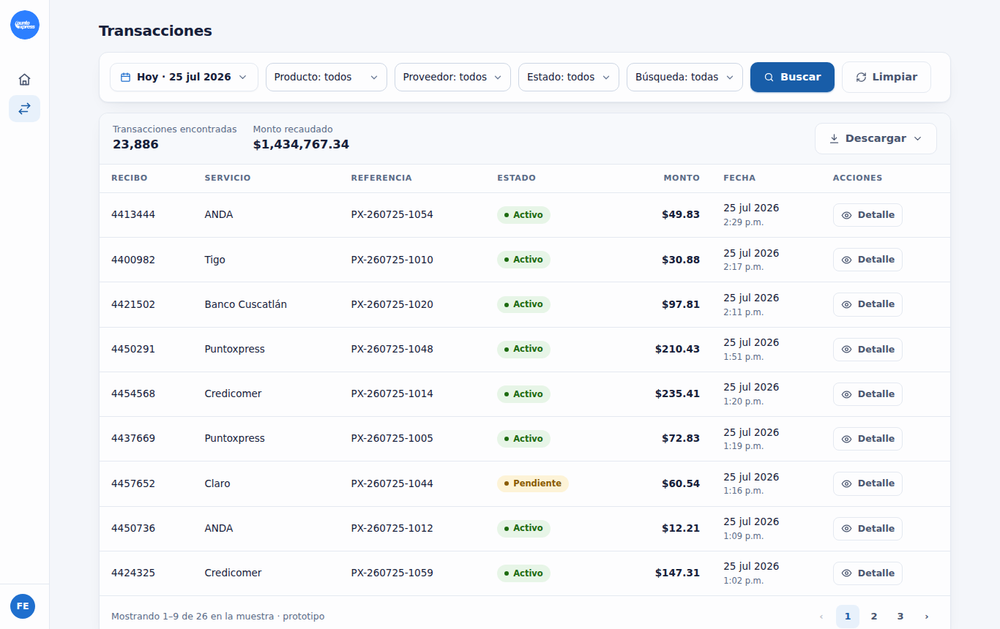 punto
xpress
Transacciones
Hoy · 25 jul 2026
Producto: todos
Proveedor: todos
Estado: todos
Búsqueda: todas
Buscar
Limpiar
Transacciones encontradas
23,886
Monto recaudado
$1,434,767.34
Descargar
RECIBO SERVICIO REFERENCIA ESTADO MONTO FECHA ACCIONES
4413444 ANDA PX-260725-1054 Activo $49.83 25 jul 2026 Detalle
2:29 p.m.
4400982 Tigo PX-260725-1010 Activo $30.88 25 jul 2026 Detalle
2:17 p.m.
4421502 Banco Cuscatlán PX-260725-1020 Activo $97.81 25 jul 2026 Detalle
2:11 p.m.
4450291 Puntoxpress PX-260725-1048 Activo $210.43 25 jul 2026 Detalle
1:51 p.m.
4454568 Credicomer PX-260725-1014 Activo $235.41 25 jul 2026 Detalle
1:20 p.m.
4437669 Puntoxpress PX-260725-1005 Activo $72.83 25 jul 2026 Detalle
1:19 p.m.
4457652 Claro PX-260725-1044 Pendiente $60.54 25 jul 2026 Detalle
1:16 p.m.
4450736 ANDA PX-260725-1012 Activo $12.21 25 jul 2026 Detalle
1:09 p.m.
4424325 Credicomer PX-260725-1059 Activo $147.31 25 jul 2026 Detalle
1:02 p.m.
FE
Mostrando 1–9 de 26 en la muestra · prototipo
‹ 1 2 3 ›